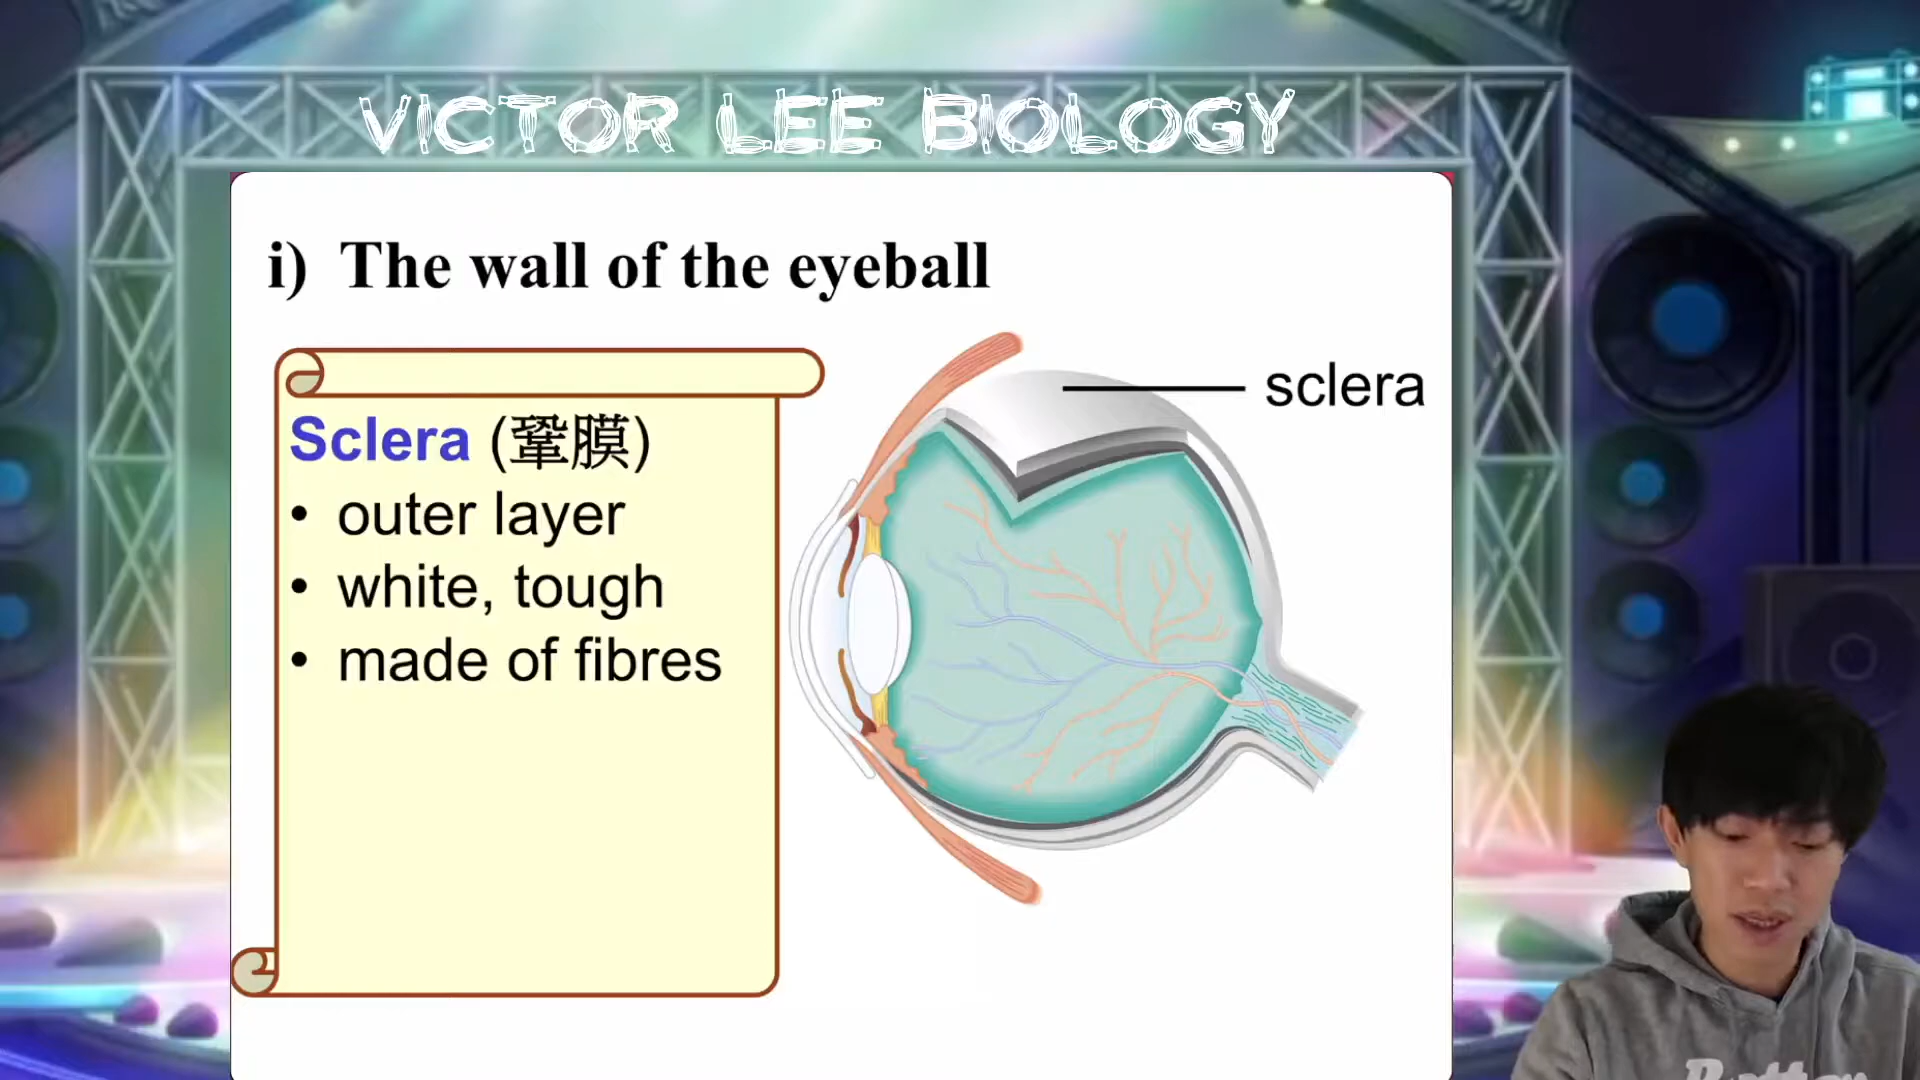 VICTOR LEE BIOLOGY
i) The wall of the eyeball
Sclera (鞏膜)
• outer layer
• white, tough
• made of fibres
sclera